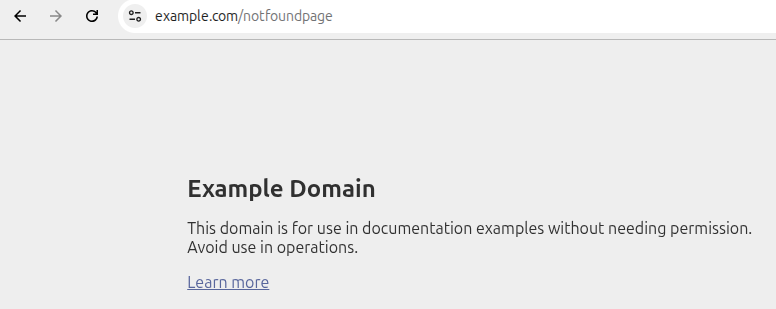 example.com/notfoundpage
Example Domain
This domain is for use in documentation examples without needing permission.
Avoid use in operations.
Learn more